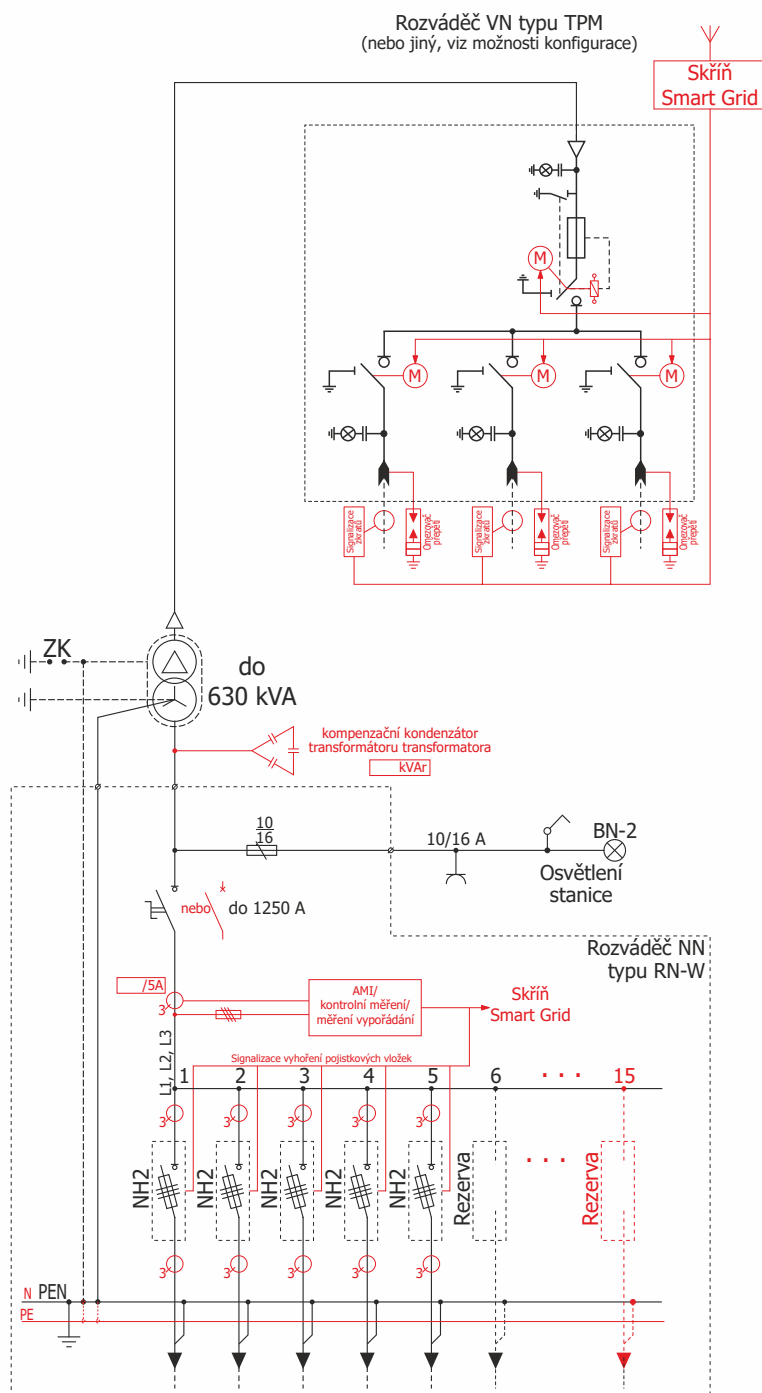 Rozváděč VN typu TPM
(nebo jiný, viz možnosti konfigurace)
Skříň
Smart Grid
M
M
M
M
Signalizace
zkratů
Omezovač
přepětí
Signalizace
zkratů
Omezovač
přepětí
Signalizace
zkratů
Omezovač
přepětí
ZK
do
630 kVA
kompenzační kondenzátor
transformátoru transformatora
kVAr
10
16
10/16 A
BN-2
Osvětlení
stanice
nebo
do 1250 A
Rozváděč NN
typu RN-W
/5A
3
AMI/
kontrolní měření/
měření vypořádání
Skříň
Smart Grid
L1, L2, L3
Signalizace vyhoření pojistkových vložek
1 2 3 4 5 6 . . . 15
3 3 3 3 3
NH2 NH2 NH2 NH2 NH2 Rezerva . . . Rezerva
3 3 3 3 3
N PEN
PE